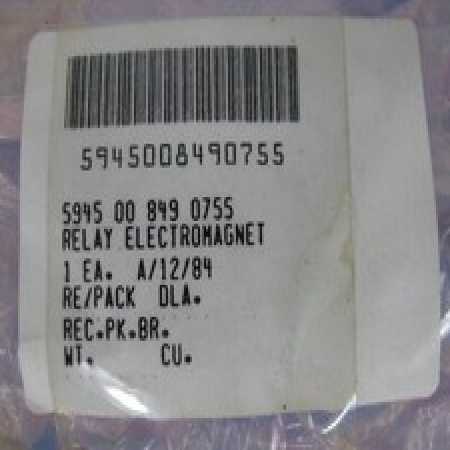 5945008490755
5945 00 849 0755
RELAY ELECTROMAGNET
1 EA. A/12/84
RE/PACK DLA.
REC.PK.BR.
WT. CU.